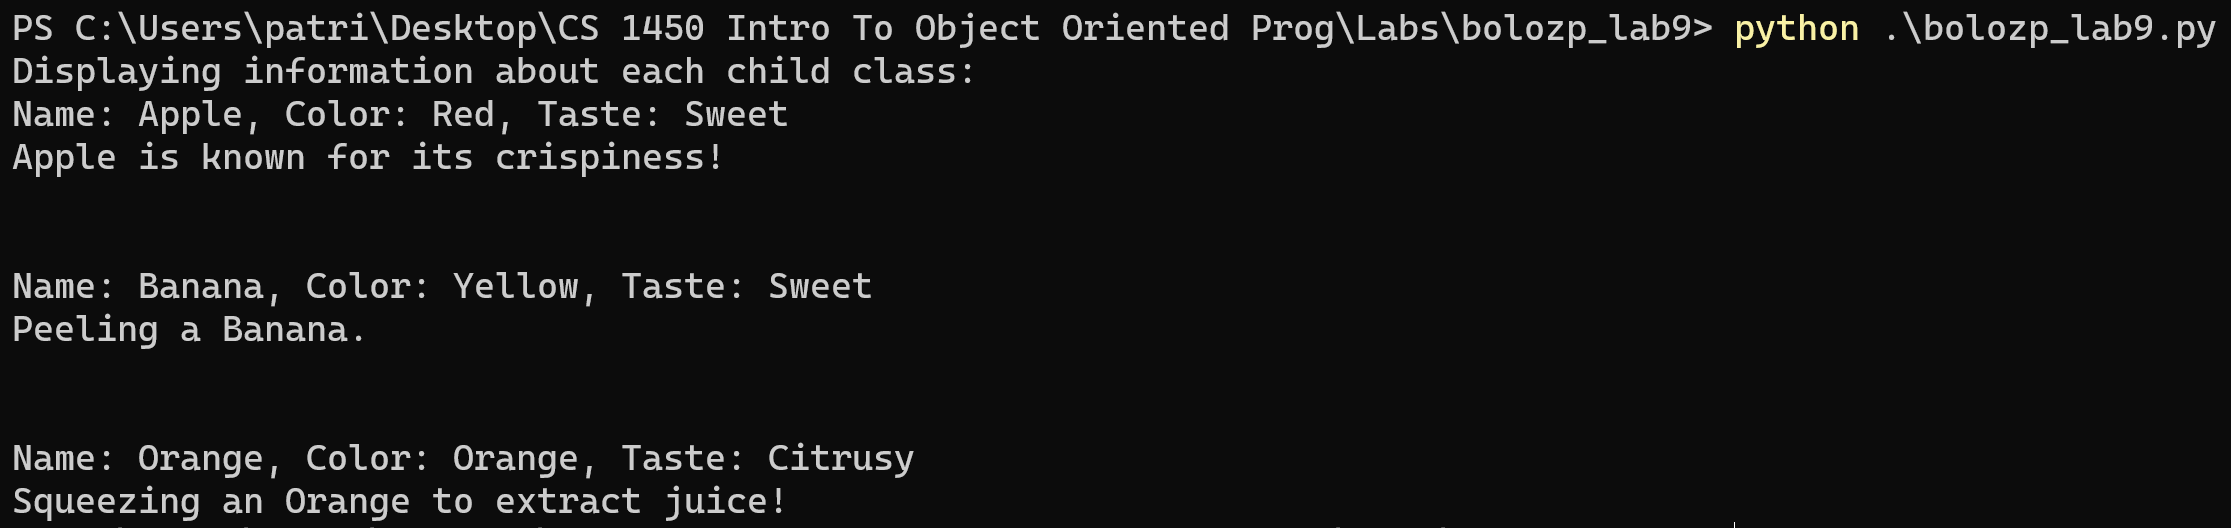 PS C:\Users\patri\Desktop\CS 1450 Intro To Object Oriented Prog\Labs\bolozp_lab9> python .\bolozp_lab9.py
Displaying information about each child class:
Name: Apple, Color: Red, Taste: Sweet
Apple is known for its crispiness!
Name: Banana, Color: Yellow, Taste: Sweet
Peeling a Banana.
Name: Orange, Color: Orange, Taste: Citrusy
Squeezing an Orange to extract juice!